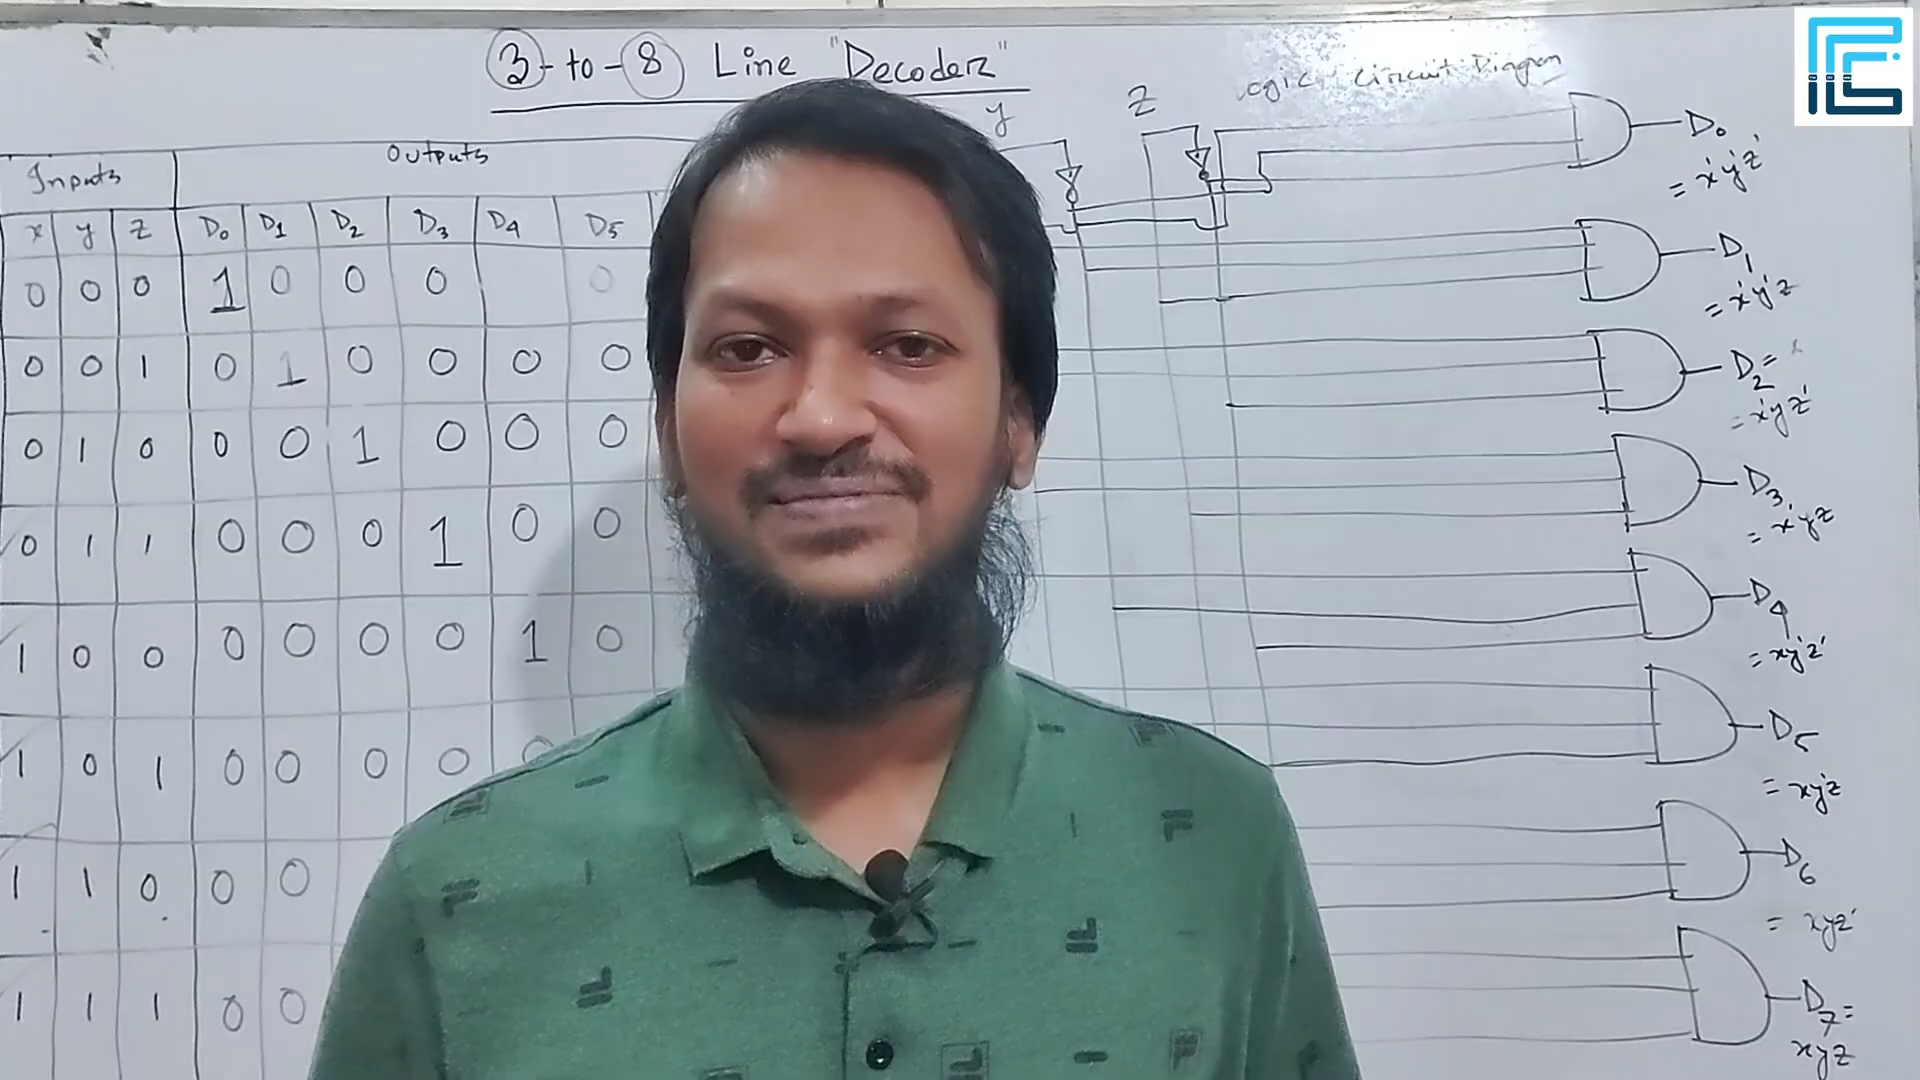 3-to-8 Line "Decoder"
Logic Circuit Diagram
Inputs
Outputs
x y z D0 D1 D2 D3 D4 D5
0 0 0 1 0 0 0 0
0 0 1 0 1 0 0 0 0
0 1 0 0 0 1 0 0 0
0 1 1 0 0 0 1 0 0
1 0 0 0 0 0 0 1 0
1 0 1 0 0 0 0 0
1 1 0 0 0
1 1 1 0 0
y
z
D0
= x'y'z'
D1
= x'y'z
D2 =
= x'yz'
D3
= x'yz
D4
= xy'z'
D5
= xy'z
D6
= xyz'
D7 =
xyz